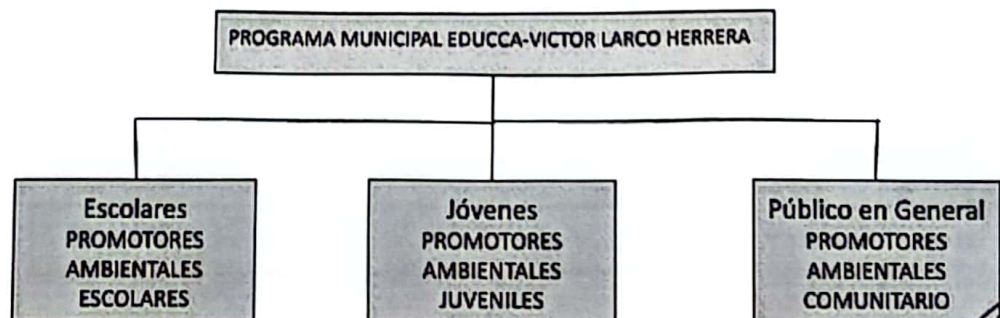 PROGRAMA MUNICIPAL EDUCCA-VICTOR LARCO HERRERA
Escolares
PROMOTORES
AMBIENTALES
ESCOLARES
Jóvenes
PROMOTORES
AMBIENTALES
JUVENILES
Público en General
PROMOTORES
AMBIENTALES
COMUNITARIO